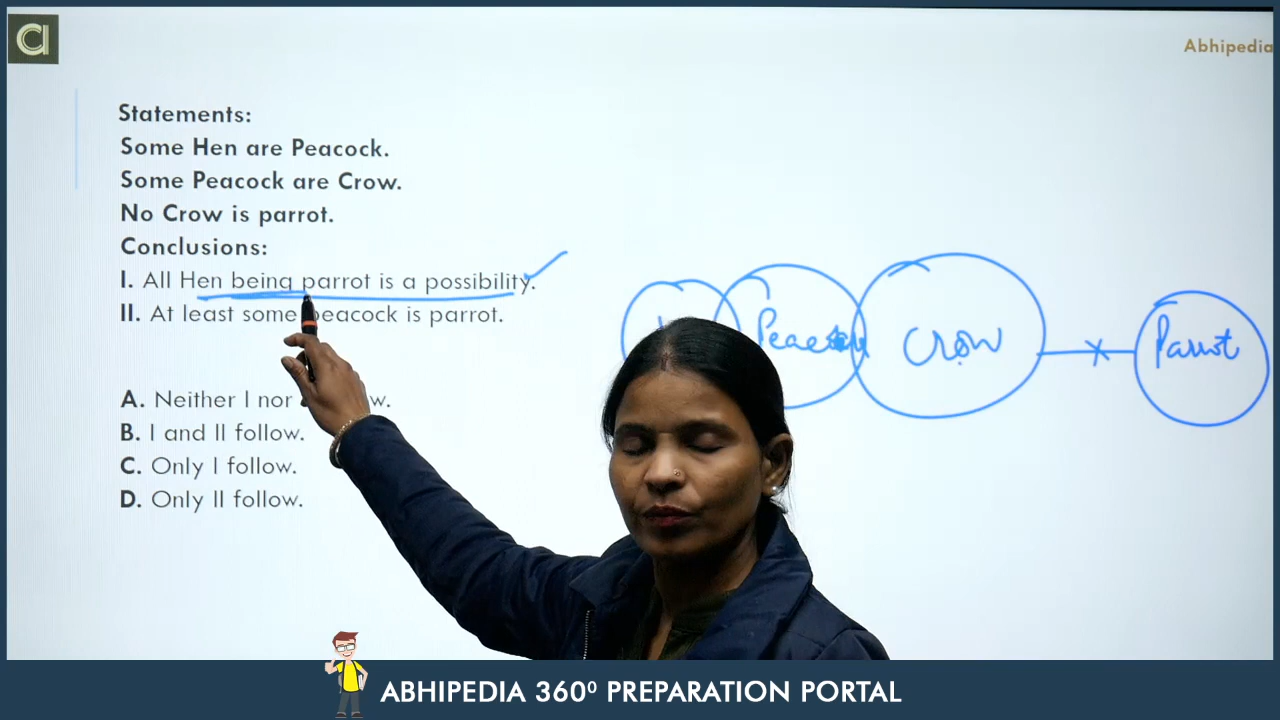 Abhipedia
Statements:
Some Hen are Peacock.
Some Peacock are Crow.
No Crow is parrot.
Conclusions:
I. All Hen being parrot is a possibility.
II. At least some peacock is parrot.
A. Neither I nor w.
B. I and II follow.
C. Only I follow.
D. Only II follow.
Crow
Parrot
ABHIPEDIA 360⁰ PREPARATION PORTAL